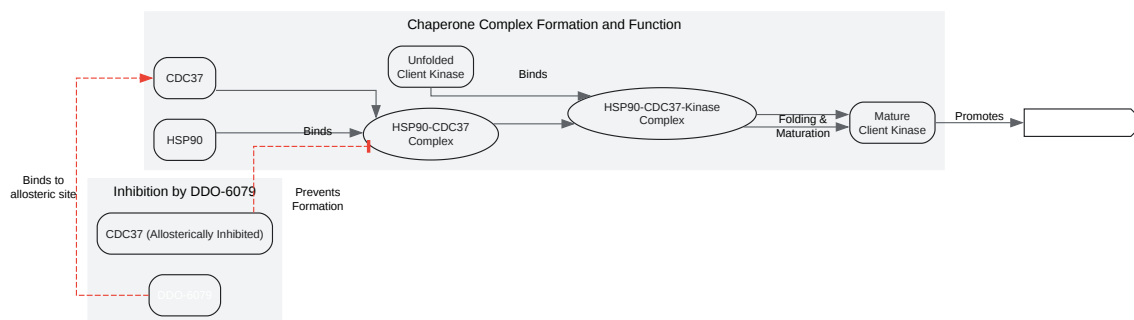 Chaperone Complex Formation and Function
Unfolded
Client Kinase
Binds
CDC37
HSP90-CDC37-Kinase
Complex
HSP90
Binds
HSP90-CDC37
Complex
Folding &
Maturation
Mature
Client Kinase
Promotes
Binds to
allosteric site
Inhibition by DDO-6079
Prevents
Formation
CDC37 (Allosterically Inhibited)
DDO-6079